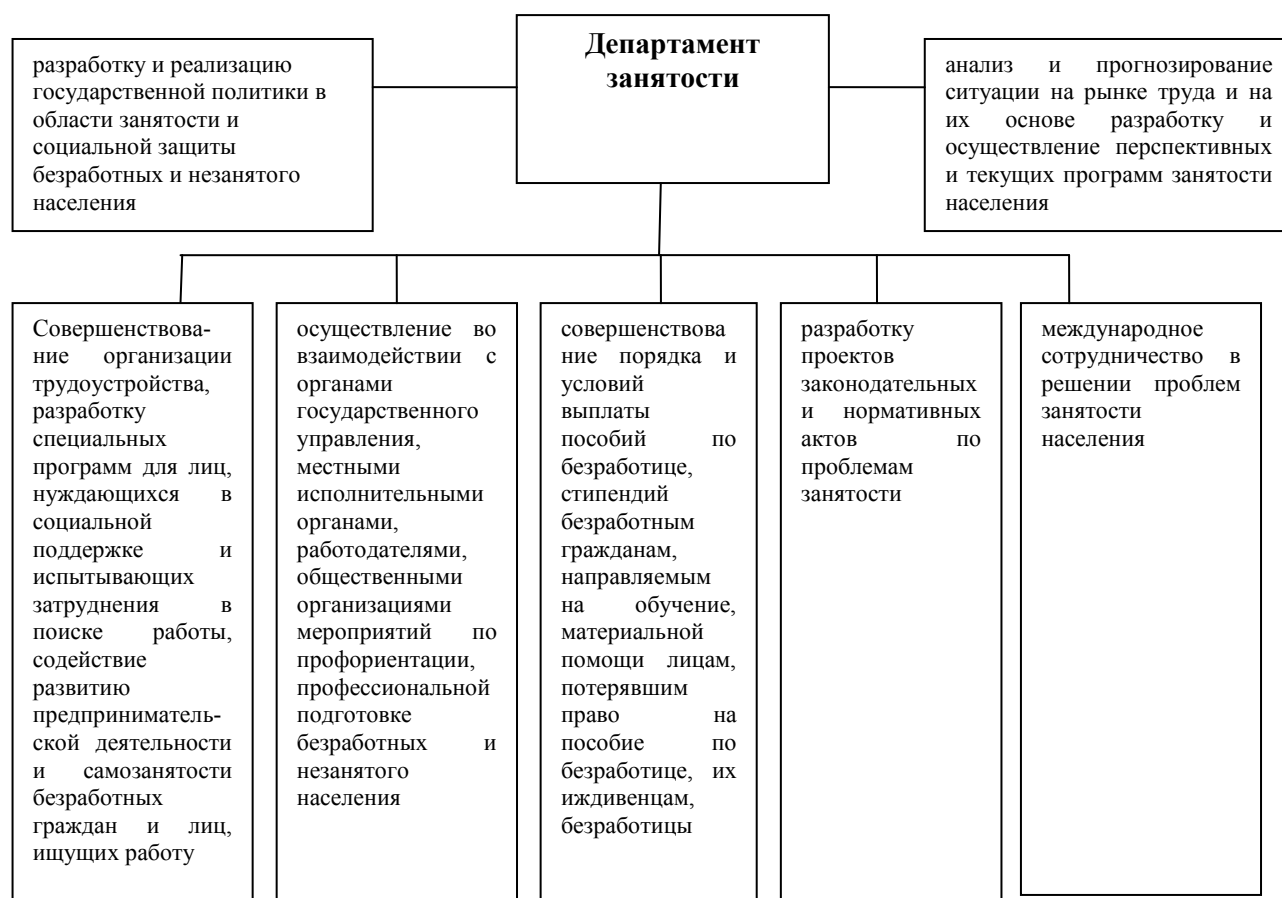 Департамент
занятости
разработку и реализацию
государственной политики в
области занятости и
социальной защиты
безработных и незанятого
населения
анализ и прогнозирование
ситуации на рынке труда и на
их основе разработку и
осуществление перспективных
и текущих программ занятости
населения
Совершенствова-
ние организации
трудоустройства,
разработку
специальных
программ для лиц,
нуждающихся в
социальной
поддержке и
испытывающих
затруднения в
поиске работы,
содействие
развитию
предприниматель-
ской деятельности
и самозанятости
безработных
граждан и лиц,
ищущих работу
осуществление во
взаимодействии с
органами
государственного
управления,
местными
исполнительными
органами,
работодателями,
общественными
организациями
мероприятий по
профориентации,
профессиональной
подготовке
безработных и
незанятого
населения
совершенствова
ние порядка и
условий
выплаты
пособий по
безработице,
стипендий
безработным
гражданам,
направляемым
на обучение,
материальной
помощи лицам,
потерявшим
право на
пособие по
безработице, их
иждивенцам,
безработицы
разработку
проектов
законодательных
и нормативных
актов по
проблемам
занятости
международное
сотрудничество в
решении проблем
занятости
населения